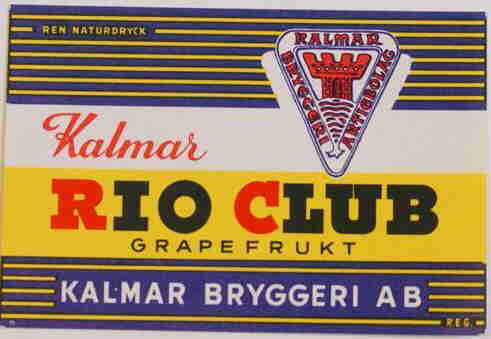 REN NATURDRYCK
KALMAR
BRYGGERI
AKTIEBOLAG
Kalmar
RIO CLUB
GRAPEFRUKT
KALMAR BRYGGERI AB
REG.